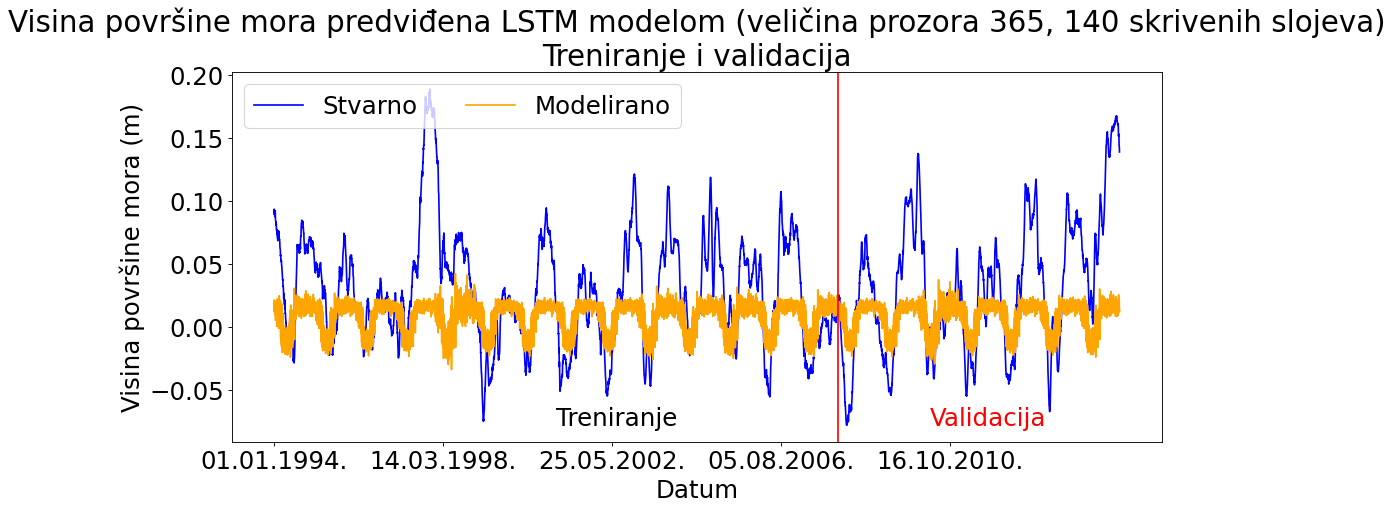 Visina površine mora predviđena LSTM modelom (veličina prozora 365, 140 skrivenih slojeva)
Treniranje i validacija
Stvarno
Modelirano
Visina površine mora (m)
0.20
0.15
0.10
0.05
0.00
−0.05
Treniranje
Validacija
01.01.1994.
14.03.1998.
25.05.2002.
05.08.2006.
16.10.2010.
Datum